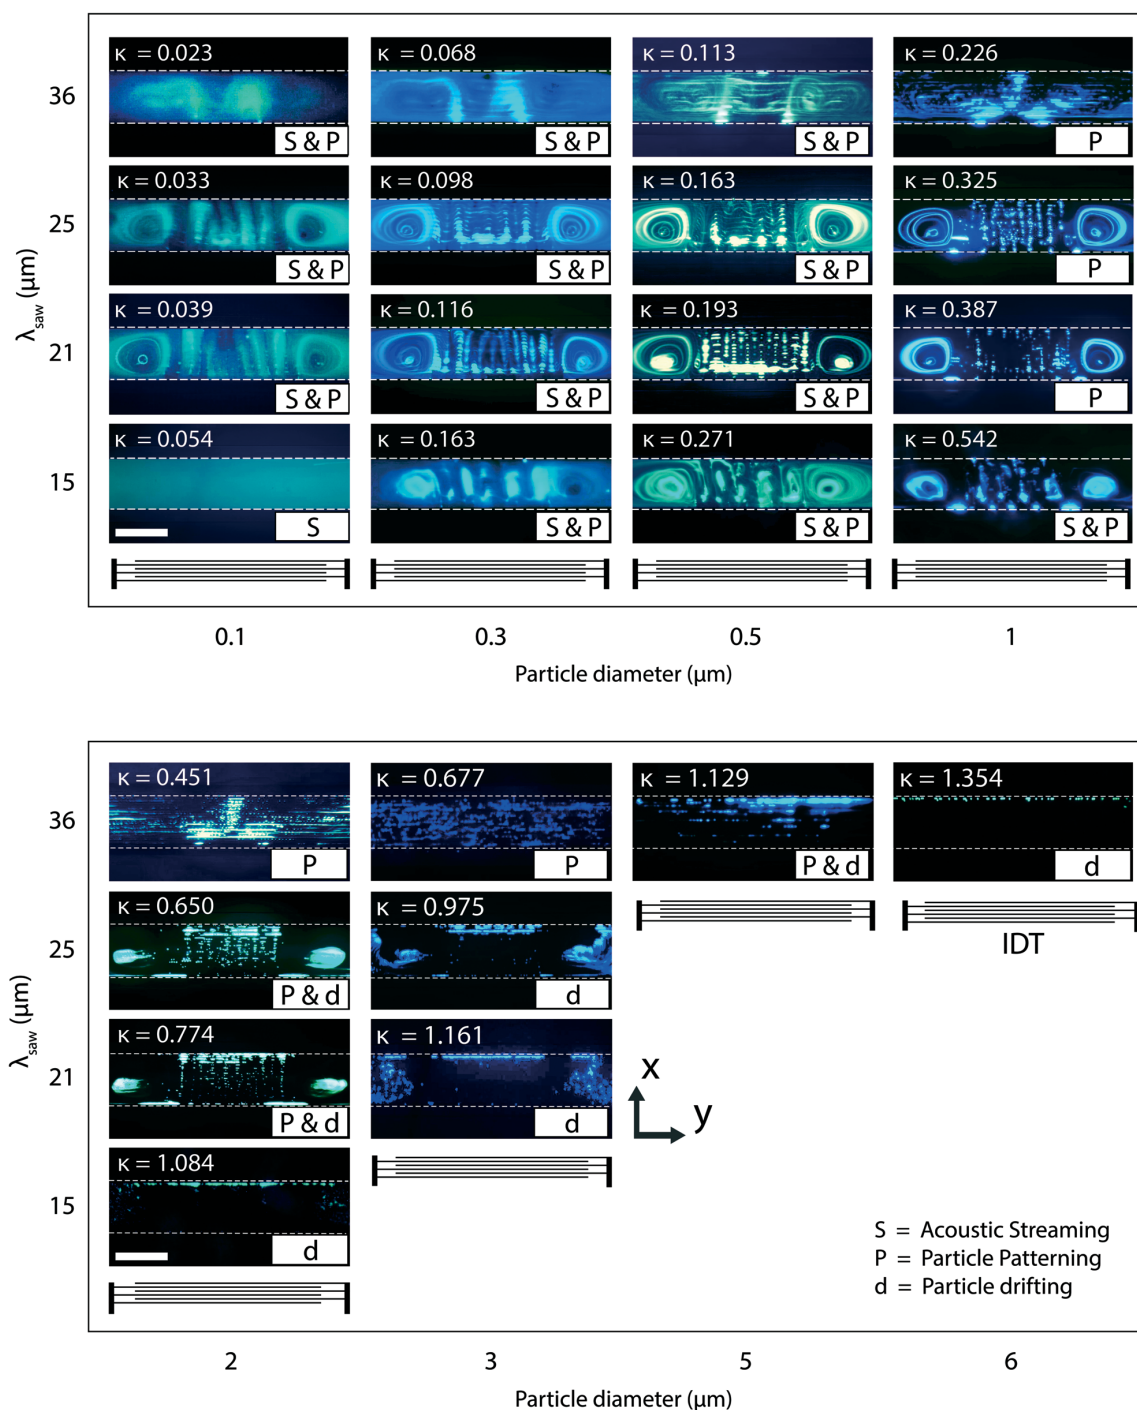 κ = 0.023
κ = 0.068
κ = 0.113
κ = 0.226
36
S & P
S & P
S & P
P
κ = 0.033
κ = 0.098
κ = 0.163
κ = 0.325
25
S & P
S & P
S & P
P
λsaw (μm)
κ = 0.039
κ = 0.116
κ = 0.193
κ = 0.387
21
S & P
S & P
S & P
P
κ = 0.054
κ = 0.163
κ = 0.271
κ = 0.542
15
S
S & P
S & P
S & P
0.1
0.3
0.5
1
Particle diameter (μm)
κ = 0.451
κ = 0.677
κ = 1.129
κ = 1.354
36
P
P
P & d
d
κ = 0.650
κ = 0.975
IDT
25
P & d
d
λsaw (μm)
κ = 0.774
κ = 1.161
21
P & d
d
x
y
κ = 1.084
15
d
S = Acoustic Streaming
P = Particle Patterning
d = Particle drifting
2
3
5
6
Particle diameter (μm)